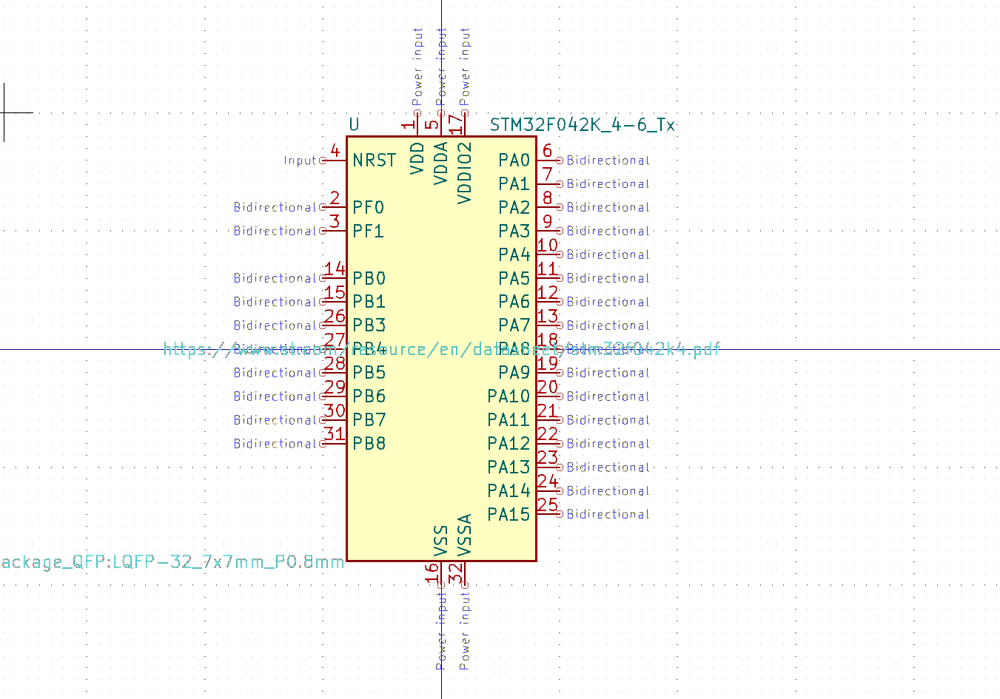 Power input Power input Power input
1 5 17
U STM32F042K_4-6_Tx
VDD VDDA VDDIO2
Input 4 NRST PA0 6 Bidirectional
PA1 7 Bidirectional
Bidirectional 2 PF0 PA2 8 Bidirectional
Bidirectional 3 PF1 PA3 9 Bidirectional
PA4 10 Bidirectional
Bidirectional 14 PB0 PA5 11 Bidirectional
Bidirectional 15 PB1 PA6 12 Bidirectional
Bidirectional 26 PB3 PA7 13 Bidirectional
Bidirectional 27 PB4 PA8 18 Bidirectional
https://www.st.com/resource/en/datasheet/stm32f042k4.pdf
Bidirectional 28 PB5 PA9 19 Bidirectional
Bidirectional 29 PB6 PA10 20 Bidirectional
Bidirectional 30 PB7 PA11 21 Bidirectional
Bidirectional 31 PB8 PA12 22 Bidirectional
PA13 23 Bidirectional
PA14 24 Bidirectional
PA15 25 Bidirectional
VSS VSSA
ackage_QFP:LQFP-32_7x7mm_P0.8mm
16 32
Power input Power input